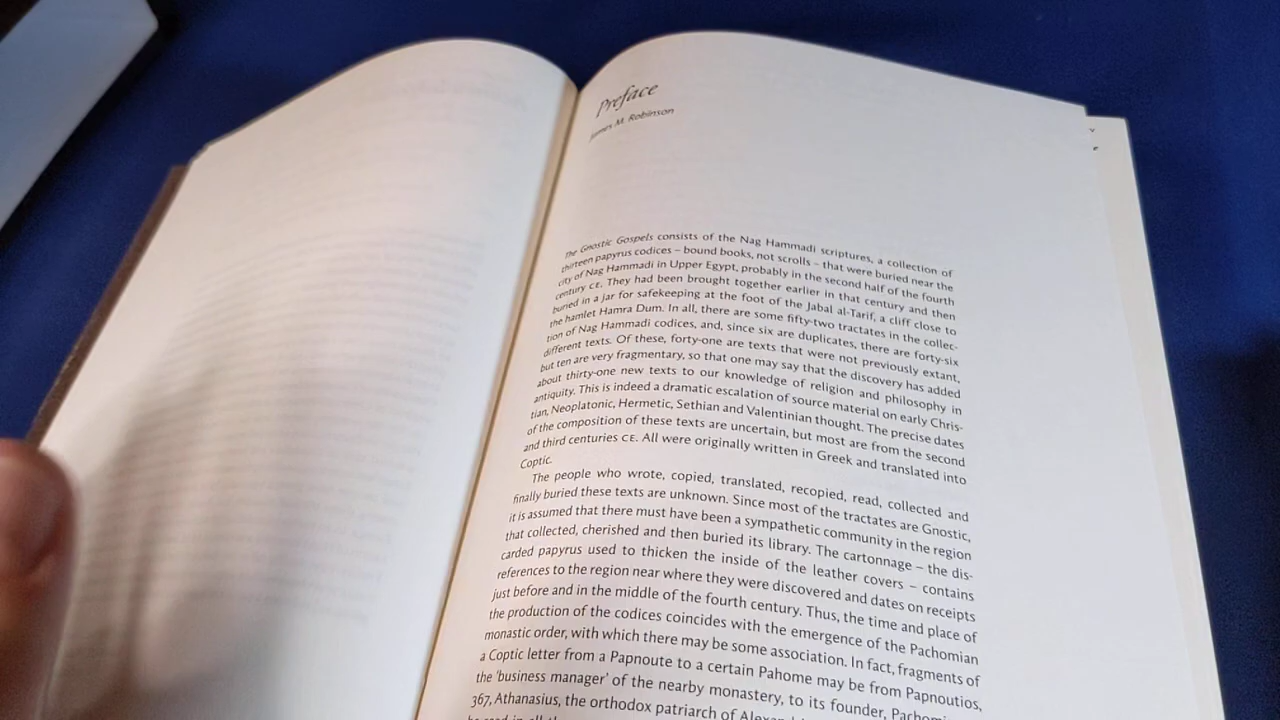 Preface
James M. Robinson
The Gnostic Gospels consists of the Nag Hammadi scriptures, a collection of
thirteen papyrus codices – bound books, not scrolls – that were buried near the
city of Nag Hammadi in Upper Egypt, probably in the second half of the fourth
century CE. They had been brought together earlier in that century and then
buried in a jar for safekeeping at the foot of the Jabal al-Tarif, a cliff close to
the hamlet Hamra Dum. In all, there are some fifty-two tractates in the collec-
tion of Nag Hammadi codices, and, since six are duplicates, there are forty-six
different texts. Of these, forty-one are texts that were not previously extant,
but ten are very fragmentary, so that one may say that the discovery has added
about thirty-one new texts to our knowledge of religion and philosophy in
antiquity. This is indeed a dramatic escalation of source material on early Chris-
tian, Neoplatonic, Hermetic, Sethian and Valentinian thought. The precise dates
of the composition of these texts are uncertain, but most are from the second
and third centuries CE. All were originally written in Greek and translated into
Coptic.
The people who wrote, copied, translated, recopied, read, collected and
finally buried these texts are unknown. Since most of the tractates are Gnostic,
it is assumed that there must have been a sympathetic community in the region
that collected, cherished and then buried its library. The cartonnage – the dis-
carded papyrus used to thicken the inside of the leather covers – contains
references to the region near where they were discovered and dates on receipts
just before and in the middle of the fourth century. Thus, the time and place of
the production of the codices coincides with the emergence of the Pachomian
monastic order, with which there may be some association. In fact, fragments of
a Coptic letter from a Papnoute to a certain Pahome may be from Papnoutios,
the 'business manager' of the nearby monastery, to its founder,
367, Athanasius, the orthodox patriarch of